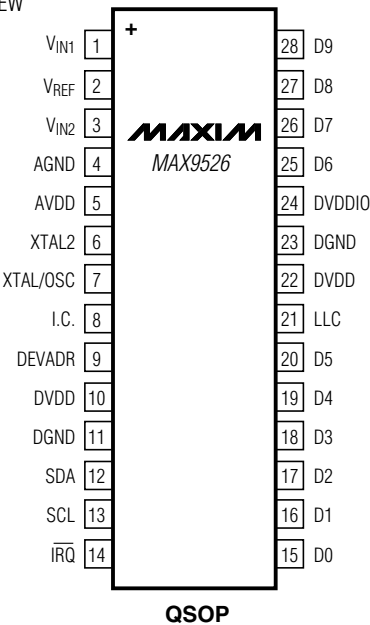 EW
+
MAXIM
MAX9526
VIN1 1
VREF 2
VIN2 3
AGND 4
AVDD 5
XTAL2 6
XTAL/OSC 7
I.C. 8
DEVADR 9
DVDD 10
DGND 11
SDA 12
SCL 13
IRQ 14
28 D9
27 D8
26 D7
25 D6
24 DVDDIO
23 DGND
22 DVDD
21 LLC
20 D5
19 D4
18 D3
17 D2
16 D1
15 D0
QSOP